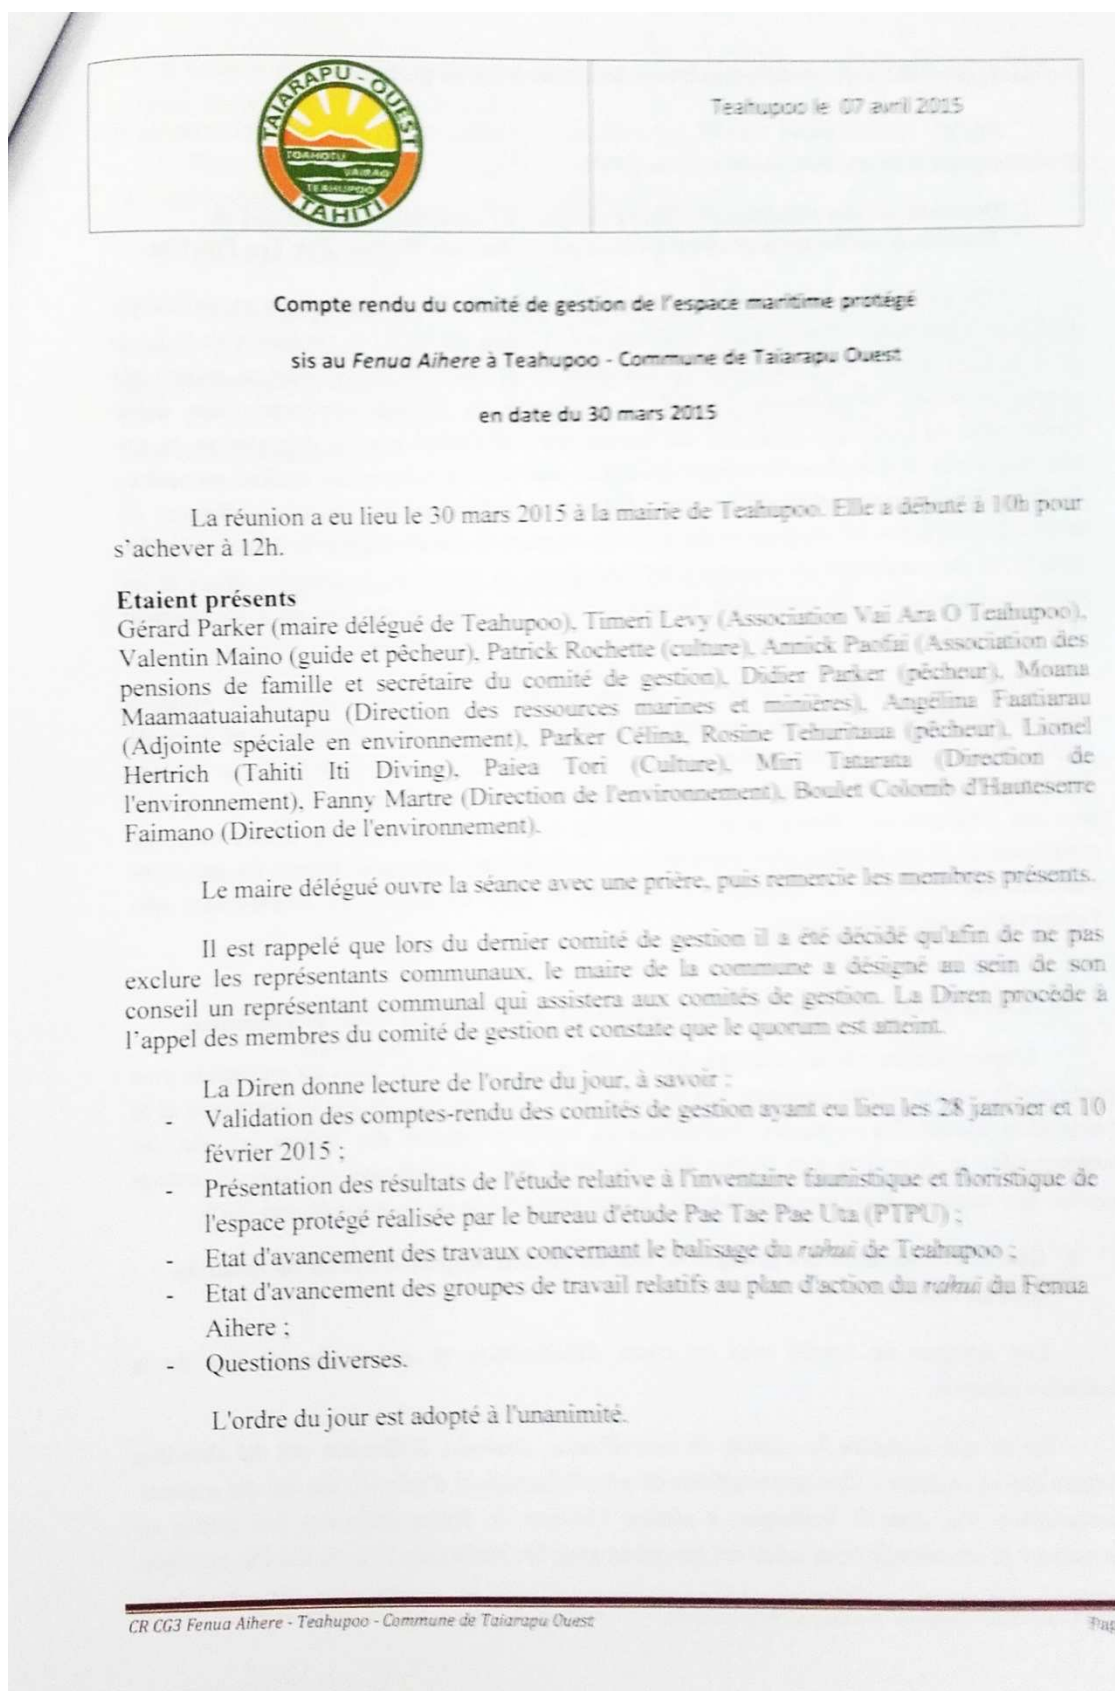 TAIARAPU - OUEST
TOAHOTU
VAIRAO
TEAHUPOO
TAHITI
Teahupoo le 07 avril 2015
Compte rendu du comité de gestion de l'espace maritime protégé
sis au Fenua Aihere à Teahupoo - Commune de Taiarapu Ouest
en date du 30 mars 2015
La réunion a eu lieu le 30 mars 2015 à la mairie de Teahupoo. Elle a débuté à 10h pour
s'achever à 12h.
Etaient présents
Gérard Parker (maire délégué de Teahupoo), Timeri Levy (Association Vai Ara O Teahupoo),
Valentin Maino (guide et pêcheur), Patrick Rochette (culture), Annick Paofai (Association des
pensions de famille et secrétaire du comité de gestion), Didier Parker (pêcheur), Moana
Maamaatuaiahutapu (Direction des ressources marines et minières), Angélina Faatiarau
(Adjointe spéciale en environnement), Parker Célina, Rosine Tehuritaua (pêcheur), Lionel
Hertrich (Tahiti Iti Diving), Paiea Tori (Culture), Miri Tatarata (Direction de
l'environnement), Fanny Martre (Direction de l'environnement), Boulet Colomb d'Hauteserre
Faimano (Direction de l'environnement).
Le maire délégué ouvre la séance avec une prière, puis remercie les membres présents.
Il est rappelé que lors du dernier comité de gestion il a été décidé qu'afin de ne pas
exclure les représentants communaux, le maire de la commune a désigné au sein de son
conseil un représentant communal qui assistera aux comités de gestion. La Diren procède à
l'appel des membres du comité de gestion et constate que le quorum est atteint.
La Diren donne lecture de l'ordre du jour, à savoir :
- Validation des comptes-rendu des comités de gestion ayant eu lieu les 28 janvier et 10
février 2015 ;
- Présentation des résultats de l'étude relative à l'inventaire faunistique et floristique de
l'espace protégé réalisée par le bureau d'étude Pae Tae Pae Uta (PTPU) ;
- Etat d'avancement des travaux concernant le balisage du rahui de Teahupoo ;
- Etat d'avancement des groupes de travail relatifs au plan d'action du rahui du Fenua
Aihere ;
- Questions diverses.
L'ordre du jour est adopté à l'unanimité.
CR CG3 Fenua Aihere - Teahupoo - Commune de Taiarapu Ouest
Pag